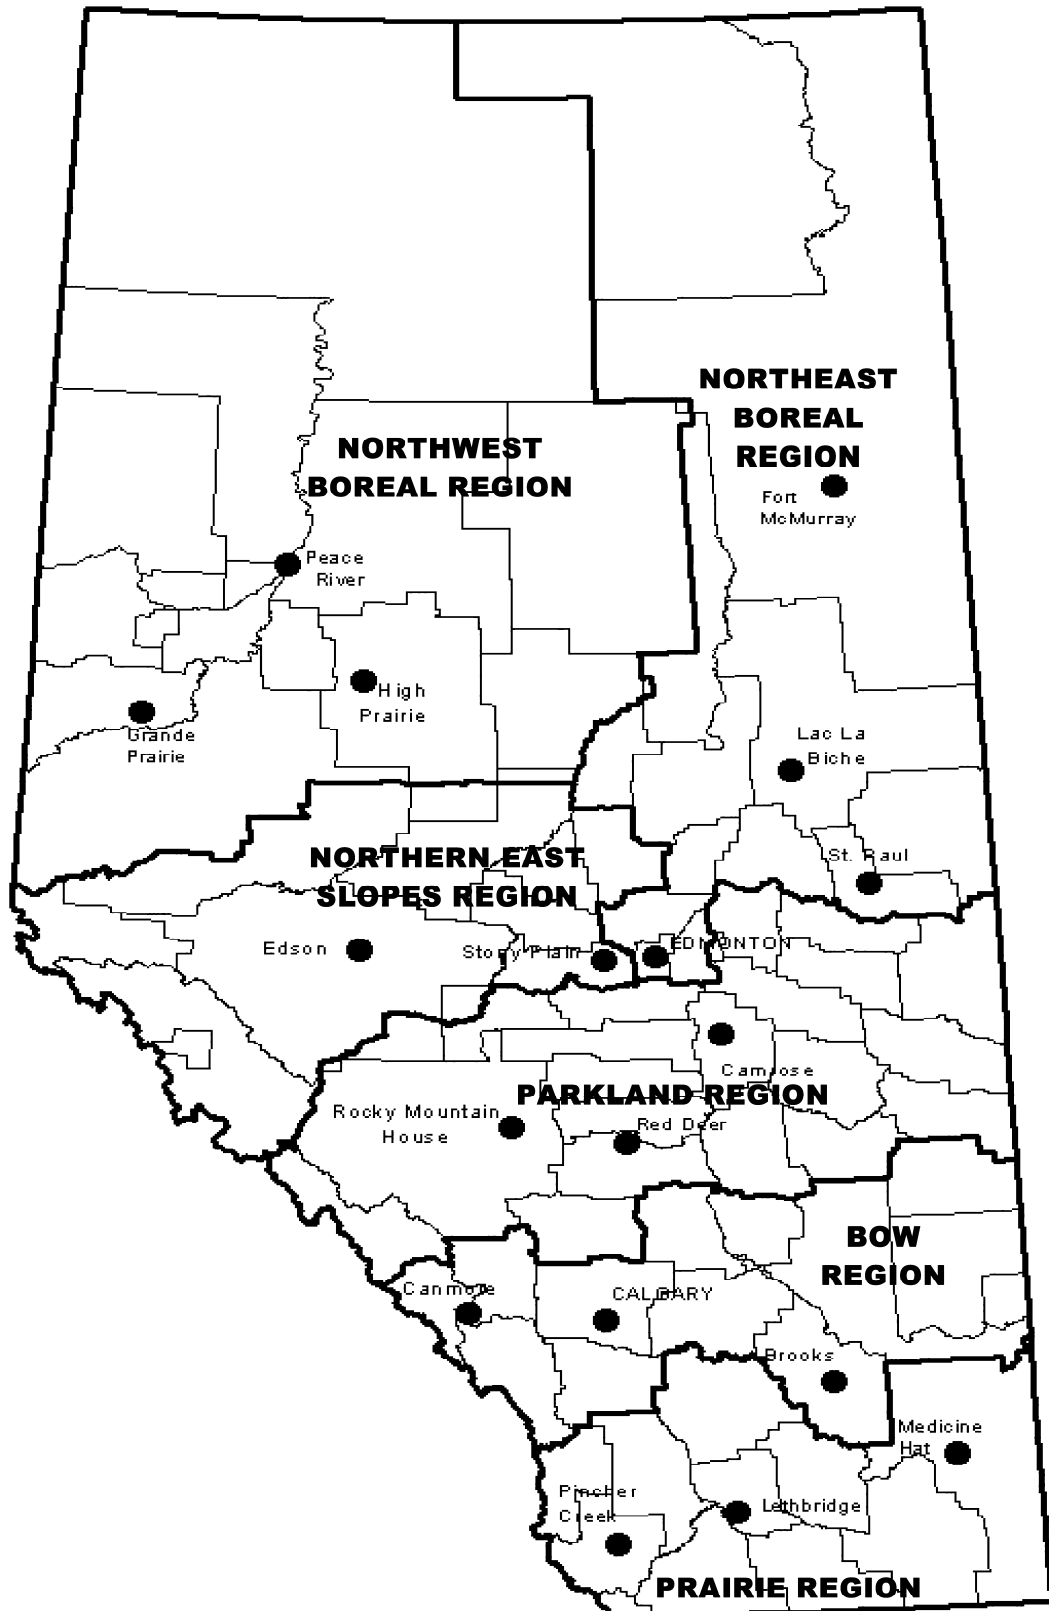 NORTHEAST
BOREAL
REGION
Fort
McMurray
NORTHWEST
BOREAL REGION
Peace
River
High
Prairie
Grande
Prairie
Lac La
Biche
St. Paul
NORTHERN EAST
SLOPES REGION
Edson
Stony Plain
EDMONTON
Camrose
PARKLAND REGION
Rocky Mountain
House
Red Deer
BOW
REGION
Canmore
CALGARY
Brooks
Medicine
Hat
Pincher
Creek
Lethbridge
PRAIRIE REGION